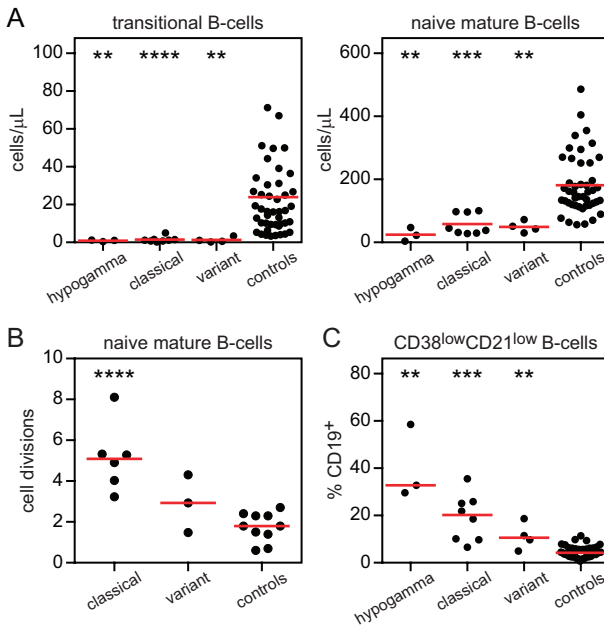 A
transitional B-cells
naive mature B-cells
** **** **
** *** **
cells/μL
100
80
60
40
20
0
hypogamma
classical
variant
controls
cells/μL
600
400
200
0
hypogamma
classical
variant
controls
B
naive mature B-cells
****
cell divisions
10
8
6
4
2
0
classical
variant
controls
C
CD38lowCD21low B-cells
** *** **
% CD19+
80
60
40
20
0
hypogamma
classical
variant
controls